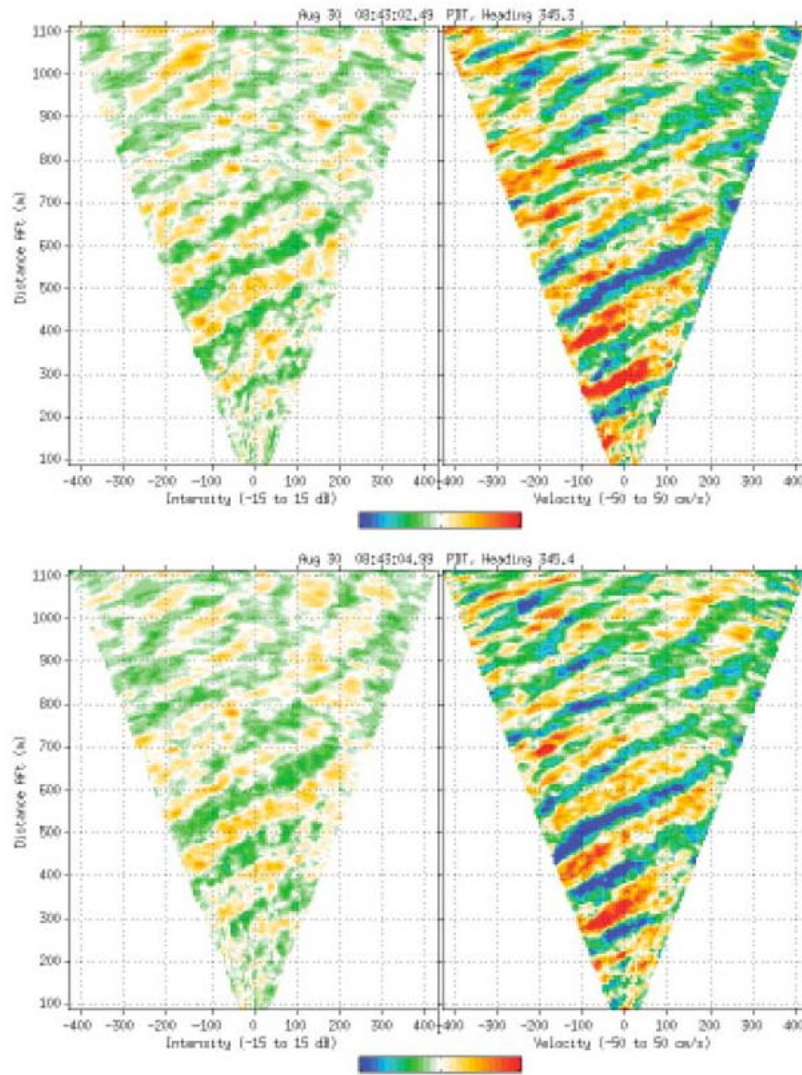 Aug 30 08:43:02.49 PDT, Heading 345.3
1100
1000
900
800
700
600
500
400
300
200
100
Distance Aft (m)
-400 -300 -200 -100 0 100 200 300 400
-400 -300 -200 -100 0 100 200 300 400
Intensity (-15 to 15 dB)
Velocity (-50 to 50 cm/s)
Aug 30 08:43:04.99 PDT, Heading 345.4
1100
1000
900
800
700
600
500
400
300
200
100
Distance Aft (m)
-400 -300 -200 -100 0 100 200 300 400
-400 -300 -200 -100 0 100 200 300 400
Intensity (-15 to 15 dB)
Velocity (-50 to 50 cm/s)